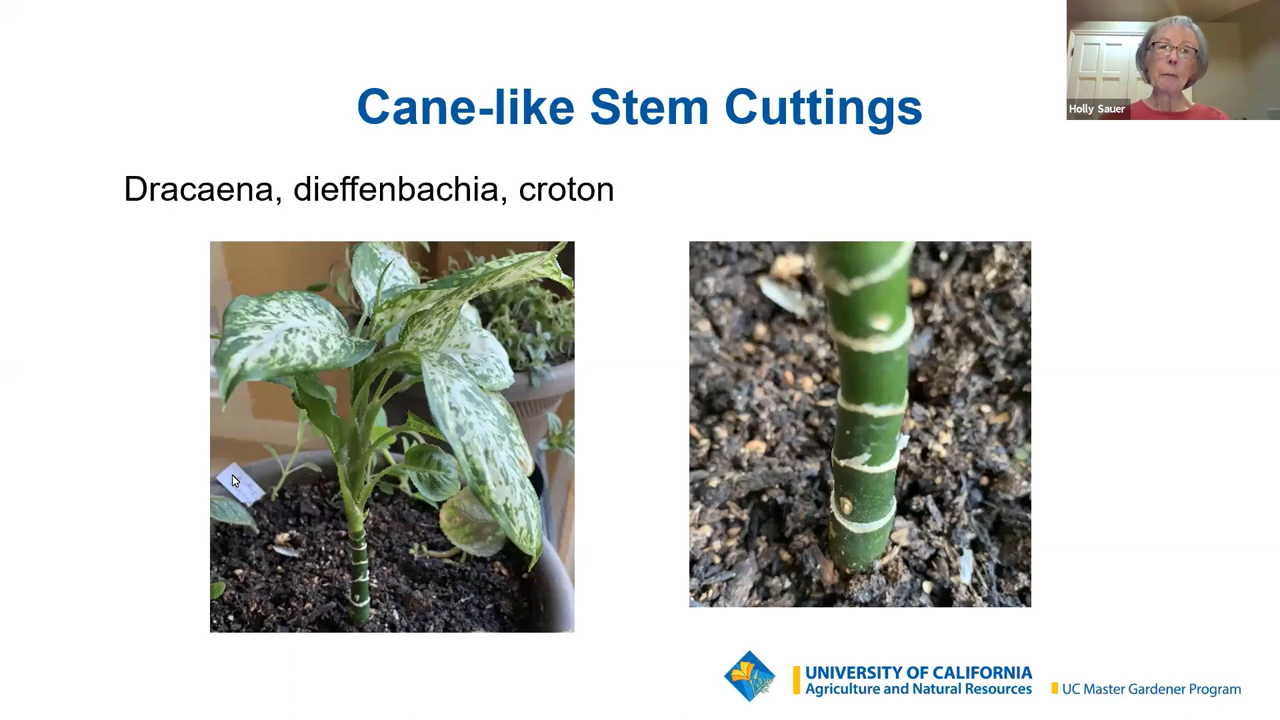 Holly Sauer
Cane-like Stem Cuttings
Dracaena, dieffenbachia, croton
UNIVERSITY OF CALIFORNIA
Agriculture and Natural Resources
UC Master Gardener Program